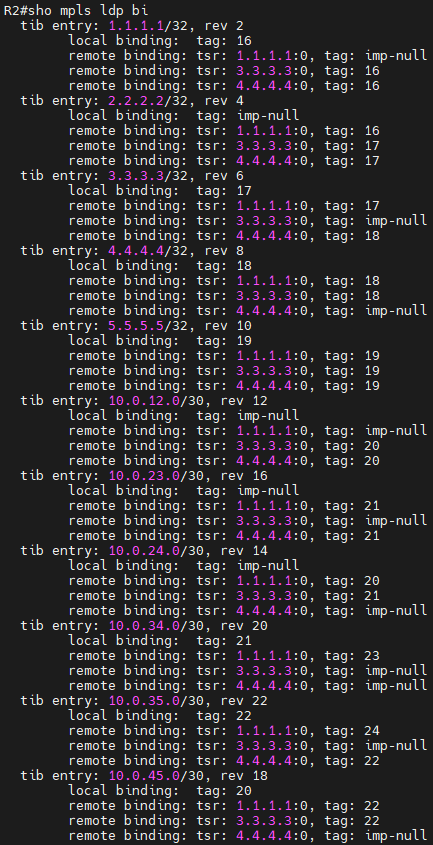 R2#sho mpls ldp bi
  tib entry: 1.1.1.1/32, rev 2
        local binding:  tag: 16
        remote binding: tsr: 1.1.1.1:0, tag: imp-null
        remote binding: tsr: 3.3.3.3:0, tag: 16
        remote binding: tsr: 4.4.4.4:0, tag: 16
  tib entry: 2.2.2.2/32, rev 4
        local binding:  tag: imp-null
        remote binding: tsr: 1.1.1.1:0, tag: 16
        remote binding: tsr: 3.3.3.3:0, tag: 17
        remote binding: tsr: 4.4.4.4:0, tag: 17
  tib entry: 3.3.3.3/32, rev 6
        local binding:  tag: 17
        remote binding: tsr: 1.1.1.1:0, tag: 17
        remote binding: tsr: 3.3.3.3:0, tag: imp-null
        remote binding: tsr: 4.4.4.4:0, tag: 18
  tib entry: 4.4.4.4/32, rev 8
        local binding:  tag: 18
        remote binding: tsr: 1.1.1.1:0, tag: 18
        remote binding: tsr: 3.3.3.3:0, tag: 18
        remote binding: tsr: 4.4.4.4:0, tag: imp-null
  tib entry: 5.5.5.5/32, rev 10
        local binding:  tag: 19
        remote binding: tsr: 1.1.1.1:0, tag: 19
        remote binding: tsr: 3.3.3.3:0, tag: 19
        remote binding: tsr: 4.4.4.4:0, tag: 19
  tib entry: 10.0.12.0/30, rev 12
        local binding:  tag: imp-null
        remote binding: tsr: 1.1.1.1:0, tag: imp-null
        remote binding: tsr: 3.3.3.3:0, tag: 20
        remote binding: tsr: 4.4.4.4:0, tag: 20
  tib entry: 10.0.23.0/30, rev 16
        local binding:  tag: imp-null
        remote binding: tsr: 1.1.1.1:0, tag: 21
        remote binding: tsr: 3.3.3.3:0, tag: imp-null
        remote binding: tsr: 4.4.4.4:0, tag: 21
  tib entry: 10.0.24.0/30, rev 14
        local binding:  tag: imp-null
        remote binding: tsr: 1.1.1.1:0, tag: 20
        remote binding: tsr: 3.3.3.3:0, tag: 21
        remote binding: tsr: 4.4.4.4:0, tag: imp-null
  tib entry: 10.0.34.0/30, rev 20
        local binding:  tag: 21
        remote binding: tsr: 1.1.1.1:0, tag: 23
        remote binding: tsr: 3.3.3.3:0, tag: imp-null
        remote binding: tsr: 4.4.4.4:0, tag: imp-null
  tib entry: 10.0.35.0/30, rev 22
        local binding:  tag: 22
        remote binding: tsr: 1.1.1.1:0, tag: 24
        remote binding: tsr: 3.3.3.3:0, tag: imp-null
        remote binding: tsr: 4.4.4.4:0, tag: 22
  tib entry: 10.0.45.0/30, rev 18
        local binding:  tag: 20
        remote binding: tsr: 1.1.1.1:0, tag: 22
        remote binding: tsr: 3.3.3.3:0, tag: 22
        remote binding: tsr: 4.4.4.4:0, tag: imp-null